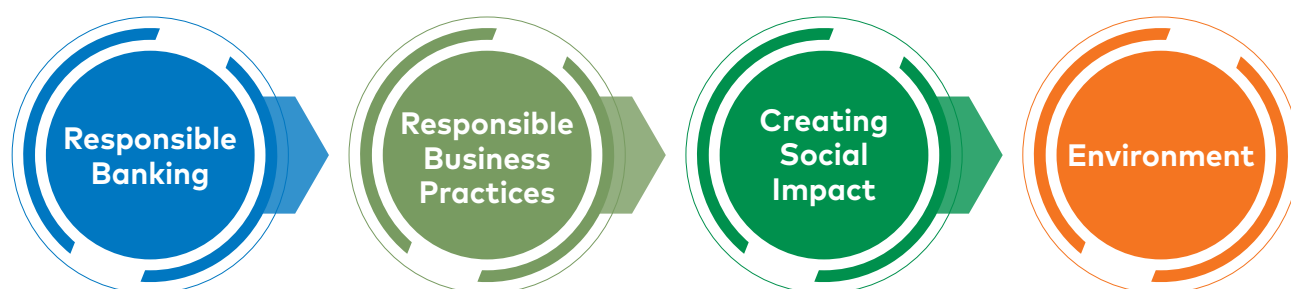 Responsible
Banking
Responsible
Business
Practices
Creating
Social
Impact
Environment